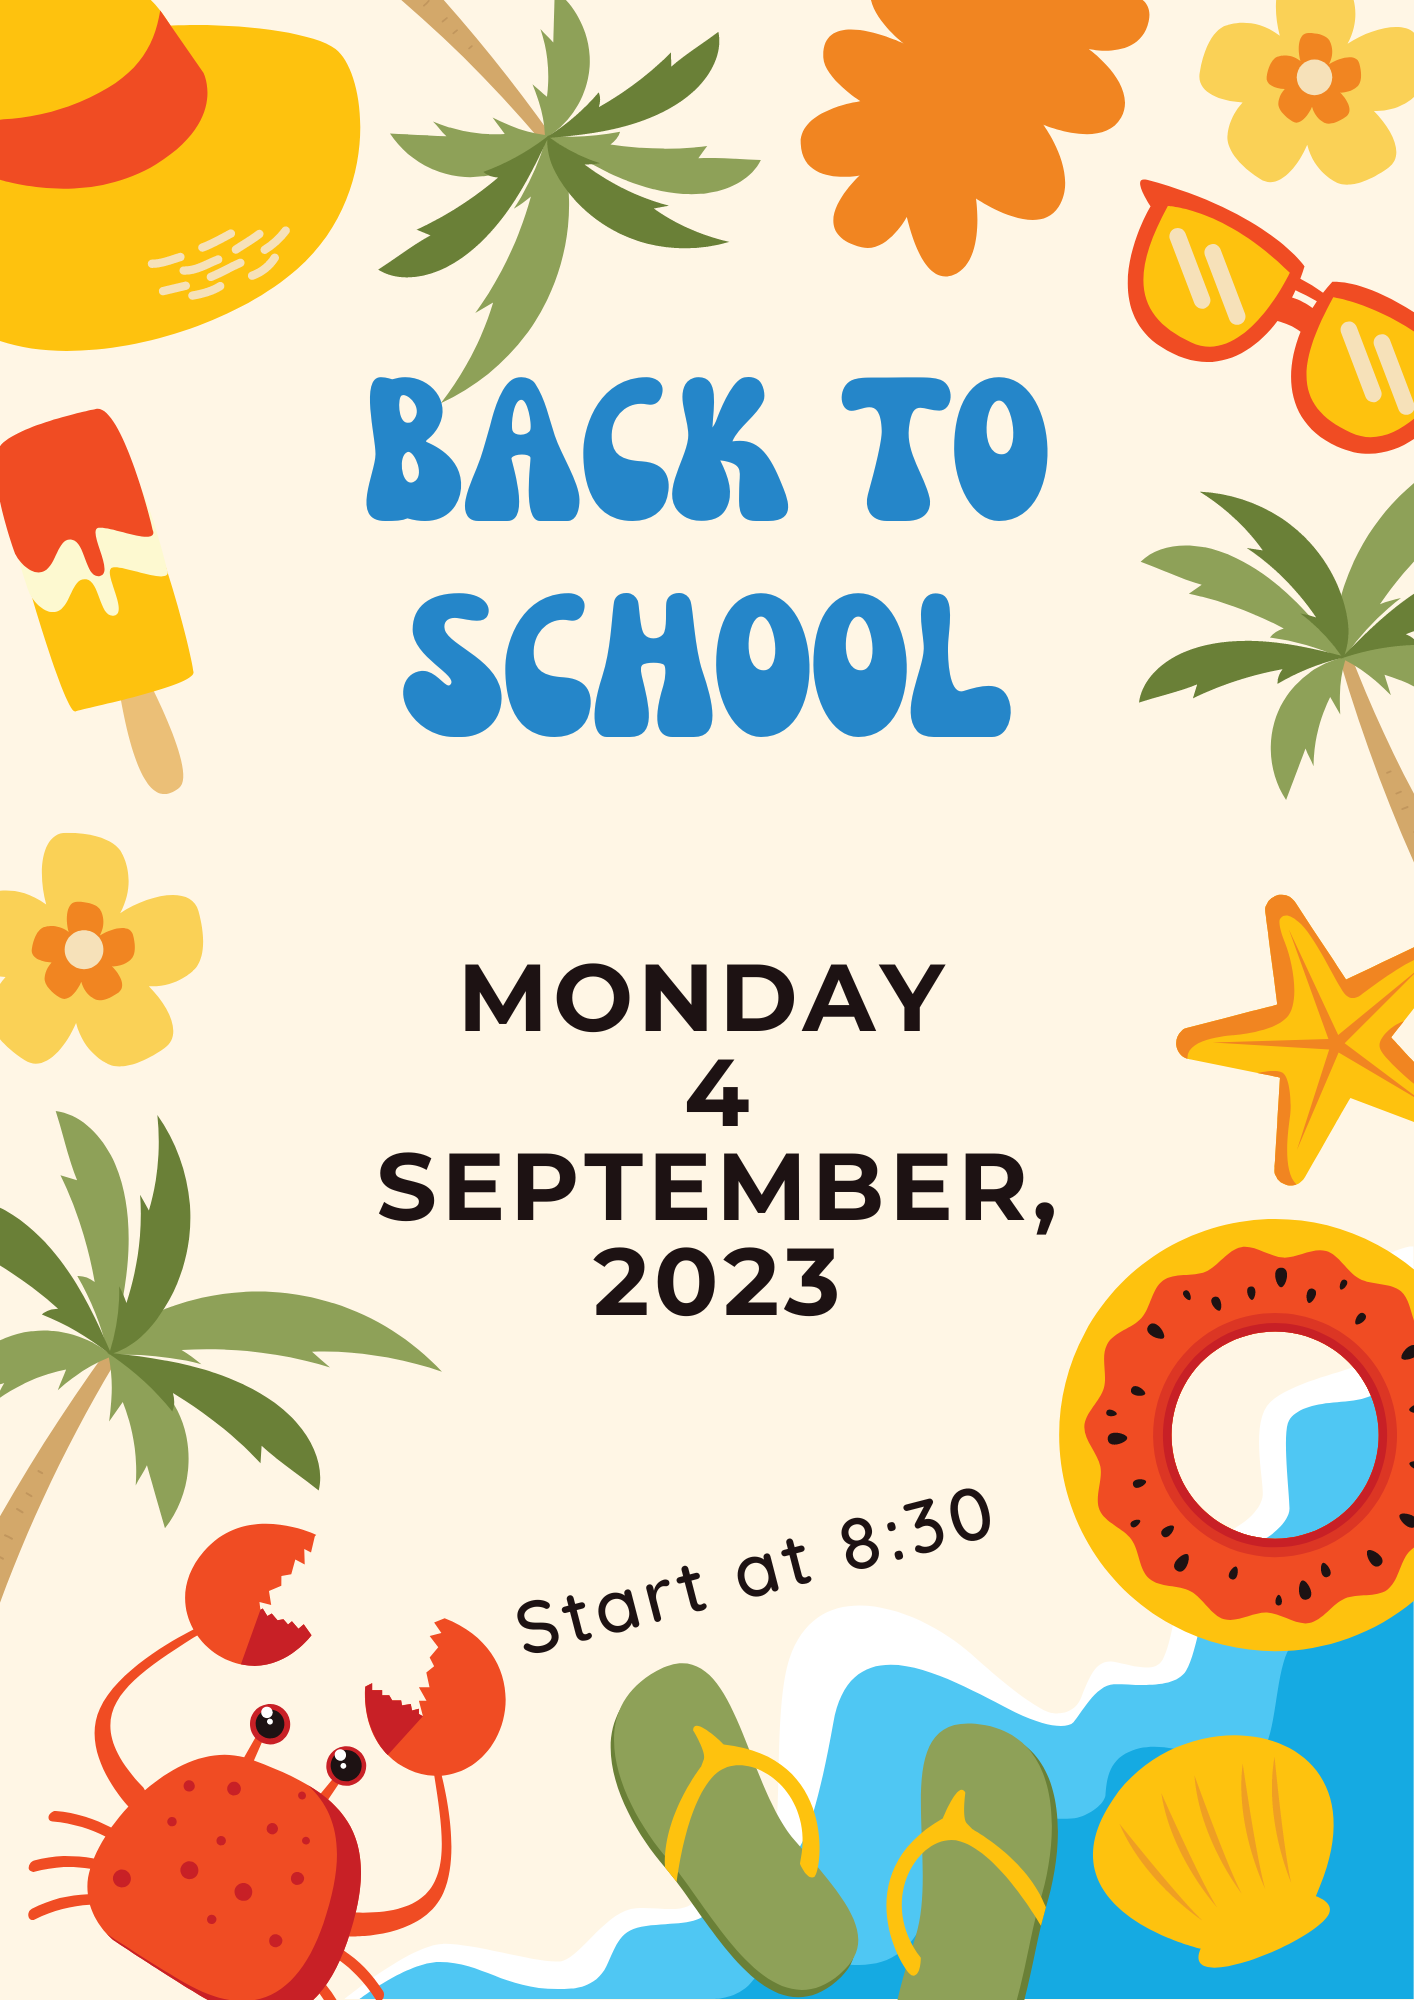 BACK TO
SCHOOL
MONDAY
4
SEPTEMBER,
2023
Start at 8:30